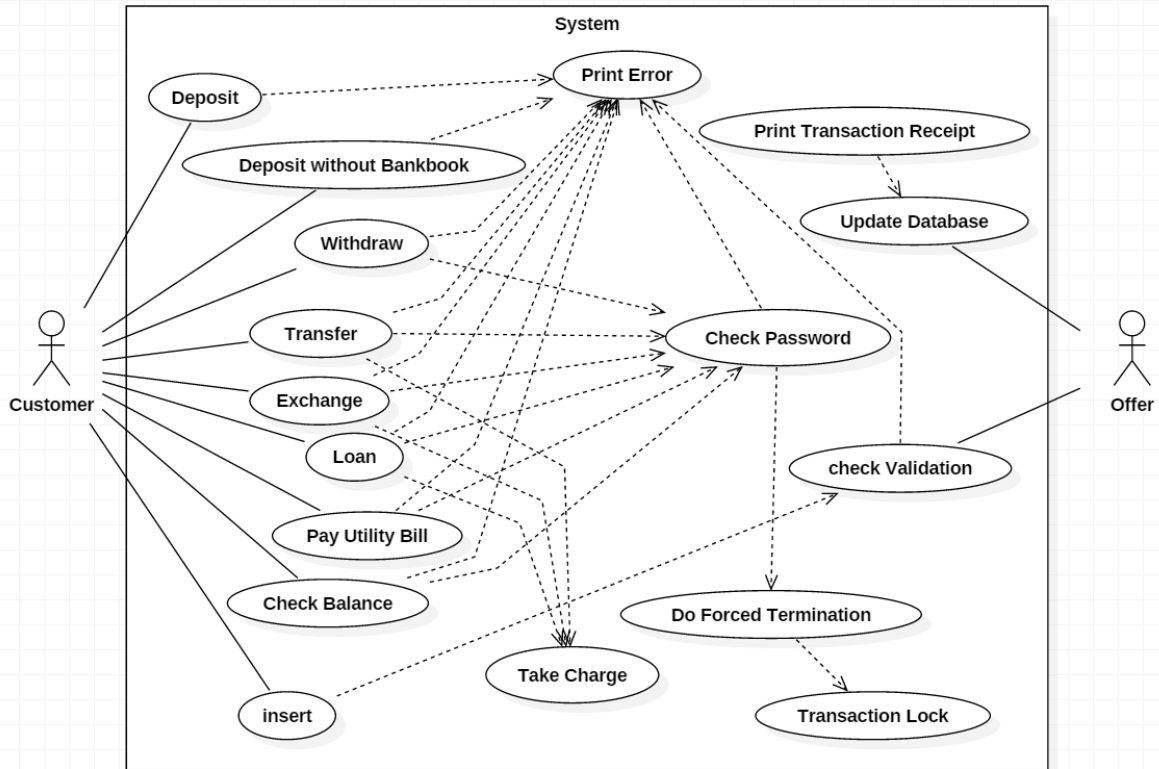 System
Print Error
Deposit
Print Transaction Receipt
Deposit without Bankbook
Update Database
Withdraw
Transfer
Check Password
Exchange
Customer
Offer
Loan
check Validation
Pay Utility Bill
Check Balance
Do Forced Termination
Take Charge
insert
Transaction Lock